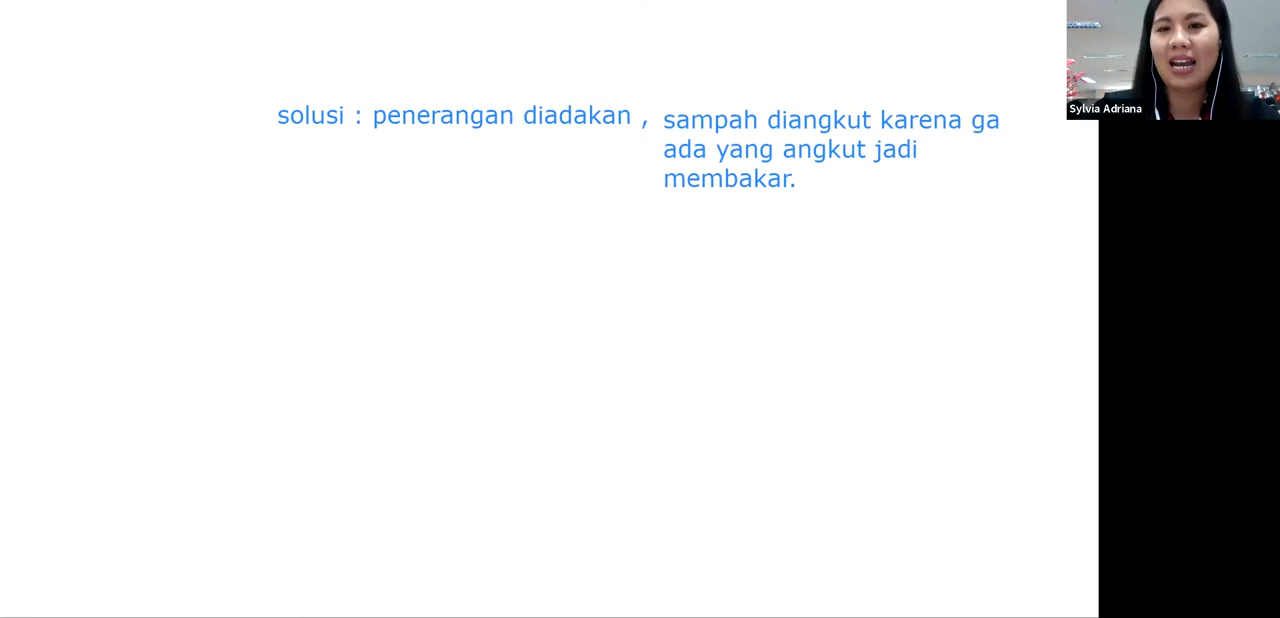 solusi : penerangan diadakan ,
sampah diangkut karena ga
ada yang angkut jadi
membakar.
Sylvia Adriana